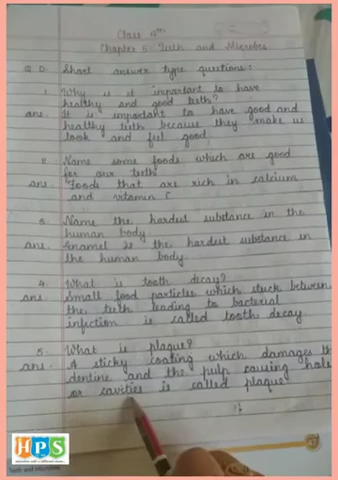 Class 4th
Chapter 5: Teeth and Microbes
Q D. Short answer type questions:
1. Why is it important to have
healthy and good teeth?
ans. It is important to have good and
healthy teeth because they make us
look and feel good
2. Name some foods which are good
for our teeth
ans. Foods that are rich in calcium
and vitamin C
3. Name the hardest substance in the
human body
ans. Enamel is the hardest substance in
the human body
4. What is tooth decay?
ans. Small food particles which stuck between
the teeth leading to bacterial
infection is called tooth decay
5. What is plaque?
ans. A sticky coating which damages th
dentine and the pulp causing hole
or cavities is called plaque
HPS
Teeth and Microbes